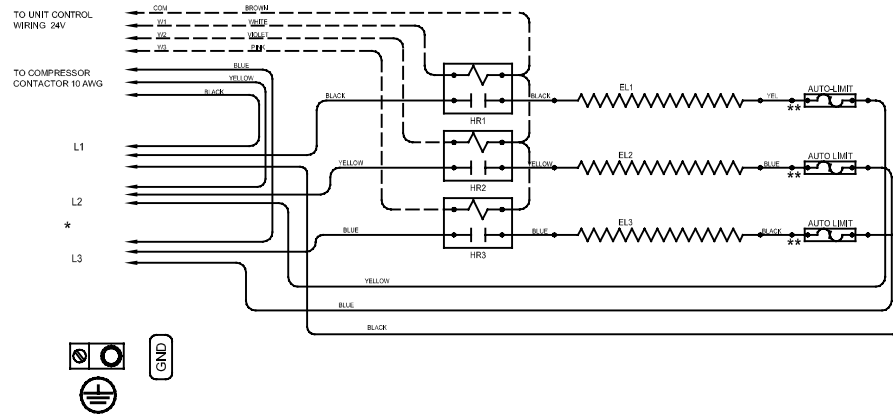 COM BROWN
TO UNIT CONTROL
WIRING 24V
W1 WHITE
W2 VIOLET
W3 PINK
BLUE
TO COMPRESSOR
CONTACTOR 10 AWG
YELLOW
BLACK
BLACK
BLACK
EL1
YEL
**
AUTO-LIMIT
HR1
L1
YELLOW
YELLOW
EL2
BLUE
**
AUTO LIMIT
HR2
L2
*
BLUE
BLUE
EL3
BLACK
**
AUTO LIMIT
HR3
L3
YELLOW
BLUE
BLACK
GND